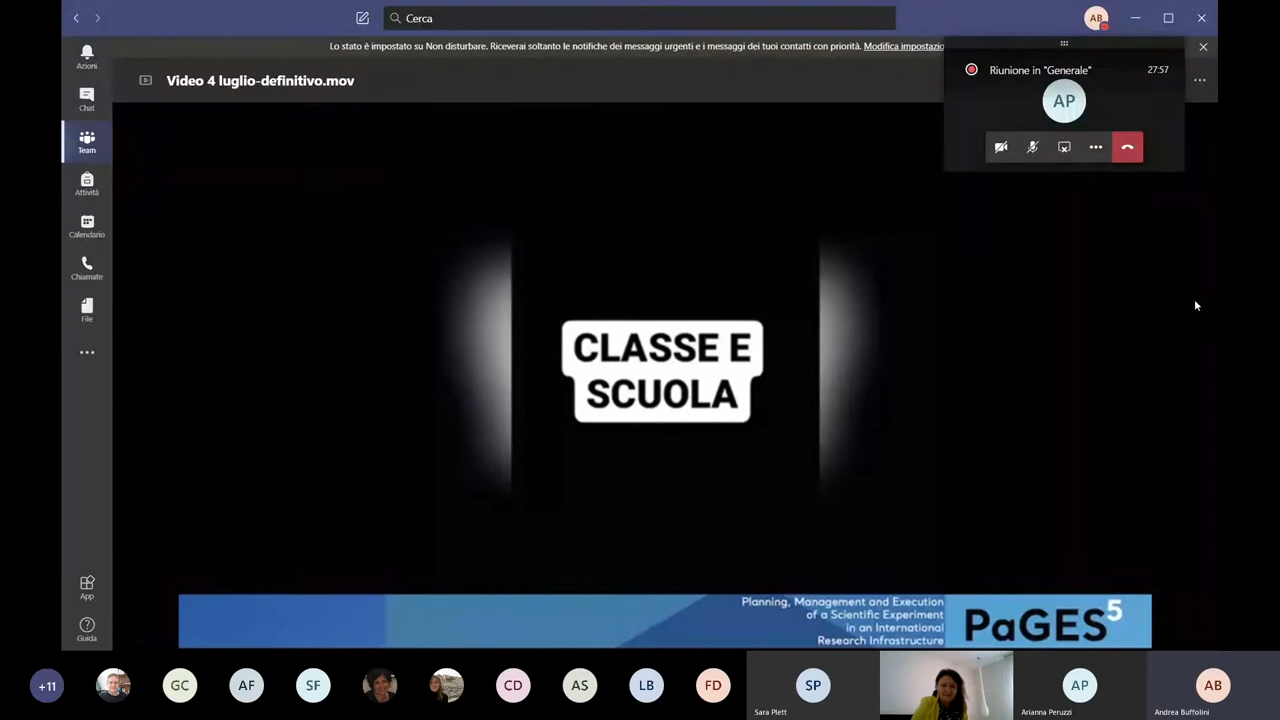 Cerca
AB
Lo stato è impostato su Non disturbare. Riceverai soltanto le notifiche dei messaggi urgenti e i messaggi dei tuoi contatti con priorità. Modifica impostazio
Azioni
Video 4 luglio-definitivo.mov
Riunione in "Generale"
27:57
AP
Chat
Team
Attività
Calendario
Chiamate
File
CLASSE E
SCUOLA
App
Guida
Planning, Management and Execution
of a Scientific Experiment
in an International
Research Infrastructure
PaGES⁵
+11
GC
AF
SF
CD
AS
LB
FD
SP
Sara Plett
AP
Arianna Peruzzi
AB
Andrea Buffolini